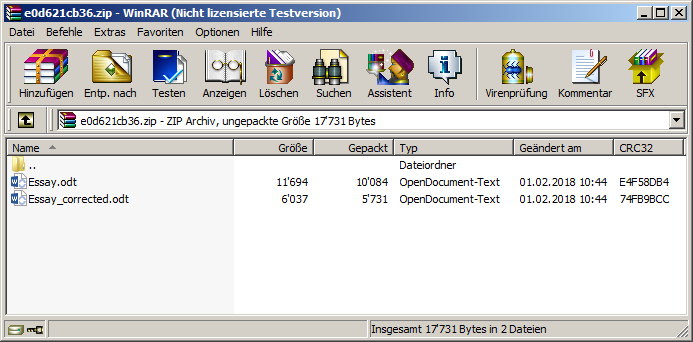 e0d621cb36.zip - WinRAR (Nicht lizensierte Testversion)
Datei Befehle Extras Favoriten Optionen Hilfe
Hinzufügen Entp. nach Testen Anzeigen Löschen Suchen Assistent Info Virenprüfung Kommentar SFX
e0d621cb36.zip - ZIP Archiv, ungepackte Größe 17'731 Bytes
Name Größe Gepackt Typ Geändert am CRC32
.. Dateiordner
Essay.odt 11'694 10'084 OpenDocument-Text 01.02.2018 10:44 E4F58DB4
Essay_corrected.odt 6'037 5'731 OpenDocument-Text 01.02.2018 10:44 74FB9BCC
Insgesamt 17'731 Bytes in 2 Dateien